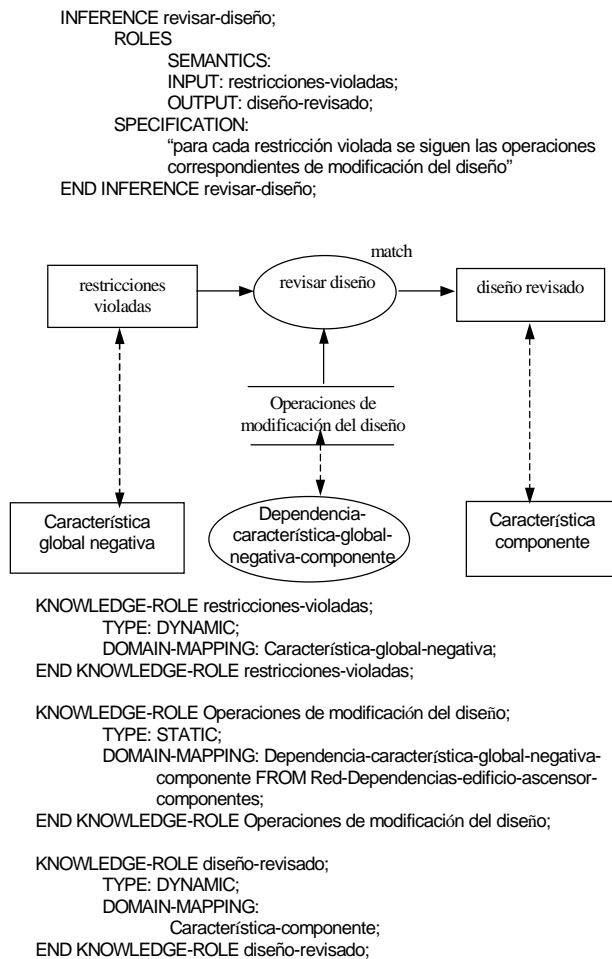 INFERENCE revisar-diseño;
ROLES
SEMANTICS:
INPUT: restricciones-violadas;
OUTPUT: diseño-revisado;
SPECIFICATION:
“para cada restricción violada se siguen las operaciones
correspondientes de modificación del diseño”
END INFERENCE revisar-diseño;
match
restricciones
violadas
revisar diseño
diseño revisado
Operaciones de
modificación del diseño
Característica
global negativa
Dependencia-
característica-global-
negativa-componente
Característica
componente
KNOWLEDGE-ROLE restricciones-violadas;
TYPE: DYNAMIC;
DOMAIN-MAPPING: Característica-global-negativa;
END KNOWLEDGE-ROLE restricciones-violadas;
KNOWLEDGE-ROLE Operaciones de modificación del diseño;
TYPE: STATIC;
DOMAIN-MAPPING: Dependencia-característica-global-negativa-
componente FROM Red-Dependencias-edificio-ascensor-
componentes;
END KNOWLEDGE-ROLE Operaciones de modificación del diseño;
KNOWLEDGE-ROLE diseño-revisado;
TYPE: DYNAMIC;
DOMAIN-MAPPING:
Característica-componente;
END KNOWLEDGE-ROLE diseño-revisado;